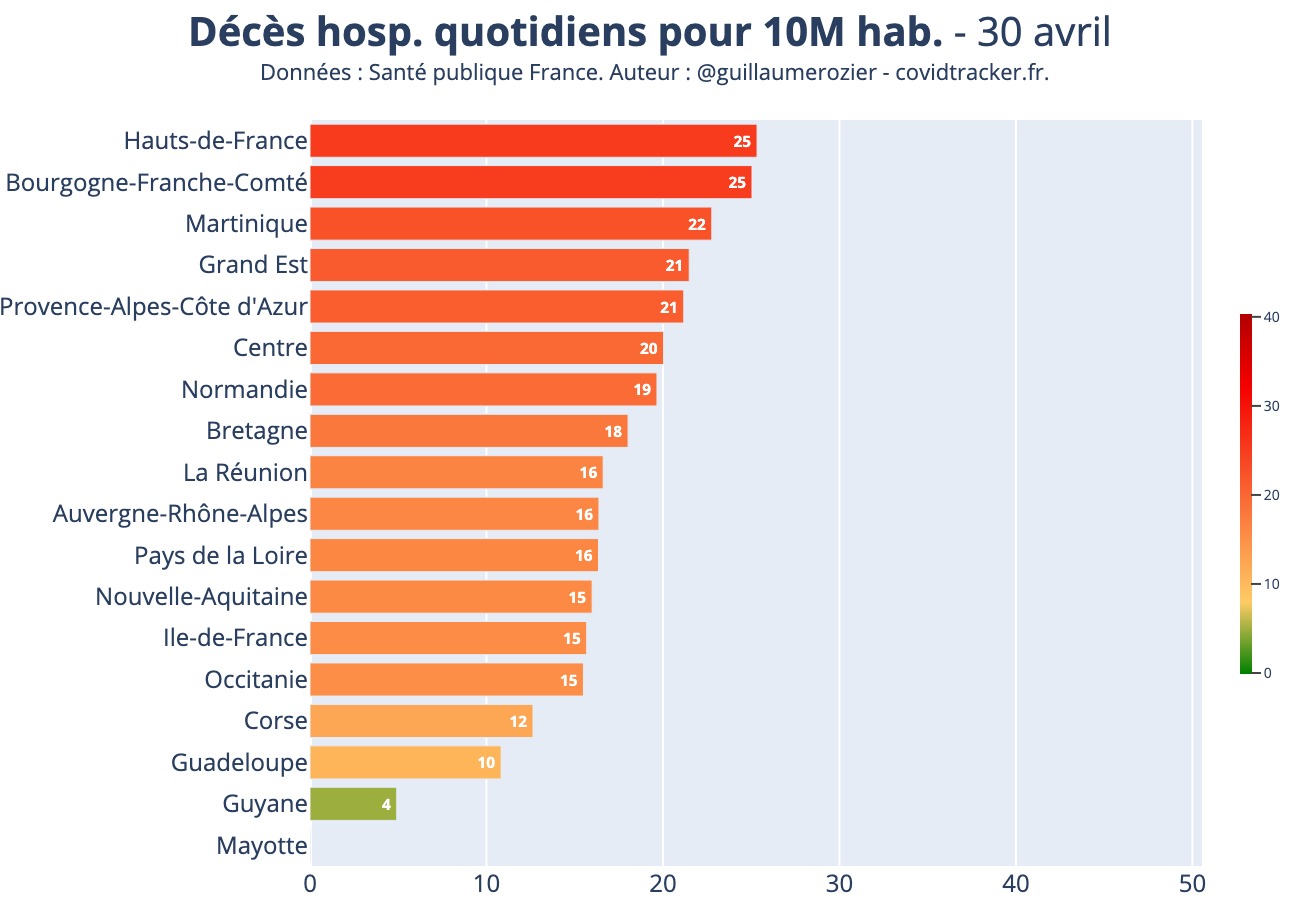 Décès hosp. quotidiens pour 10M hab. - 30 avril
Données : Santé publique France. Auteur : @guillaumerozier - covidtracker.fr.
Hauts-de-France 25
Bourgogne-Franche-Comté 25
Martinique 22
Grand Est 21
Provence-Alpes-Côte d'Azur 21
Centre 20
Normandie 19
Bretagne 18
La Réunion 16
Auvergne-Rhône-Alpes 16
Pays de la Loire 16
Nouvelle-Aquitaine 15
Ile-de-France 15
Occitanie 15
Corse 12
Guadeloupe 10
Guyane 4
Mayotte
0 10 20 30 40 50
40
30
20
10
0